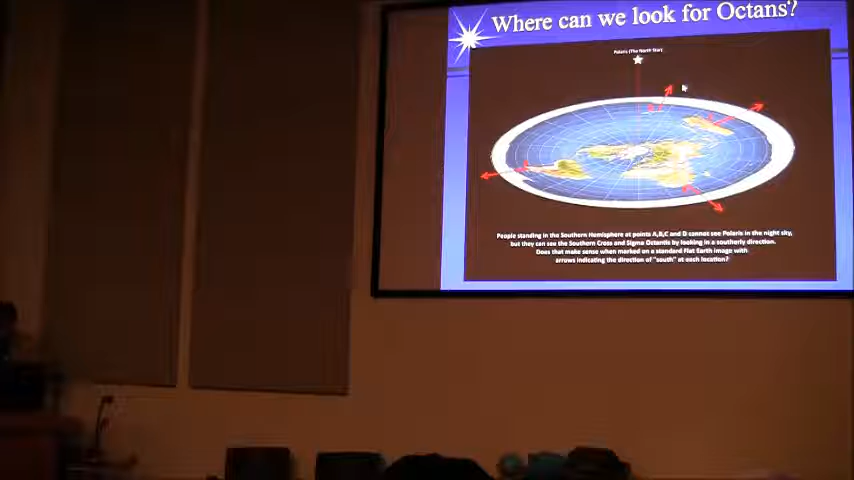 Where can we look for Octans?
Polaris (The North Star)
People standing in the Southern Hemisphere at points A,B,C and D cannot see Polaris in the night sky,
but they can see the Southern Cross and Sigma Octantis by looking in a southerly direction.
Does that make sense when marked on a standard Flat Earth image with
arrows indicating the direction of "south" at each location?